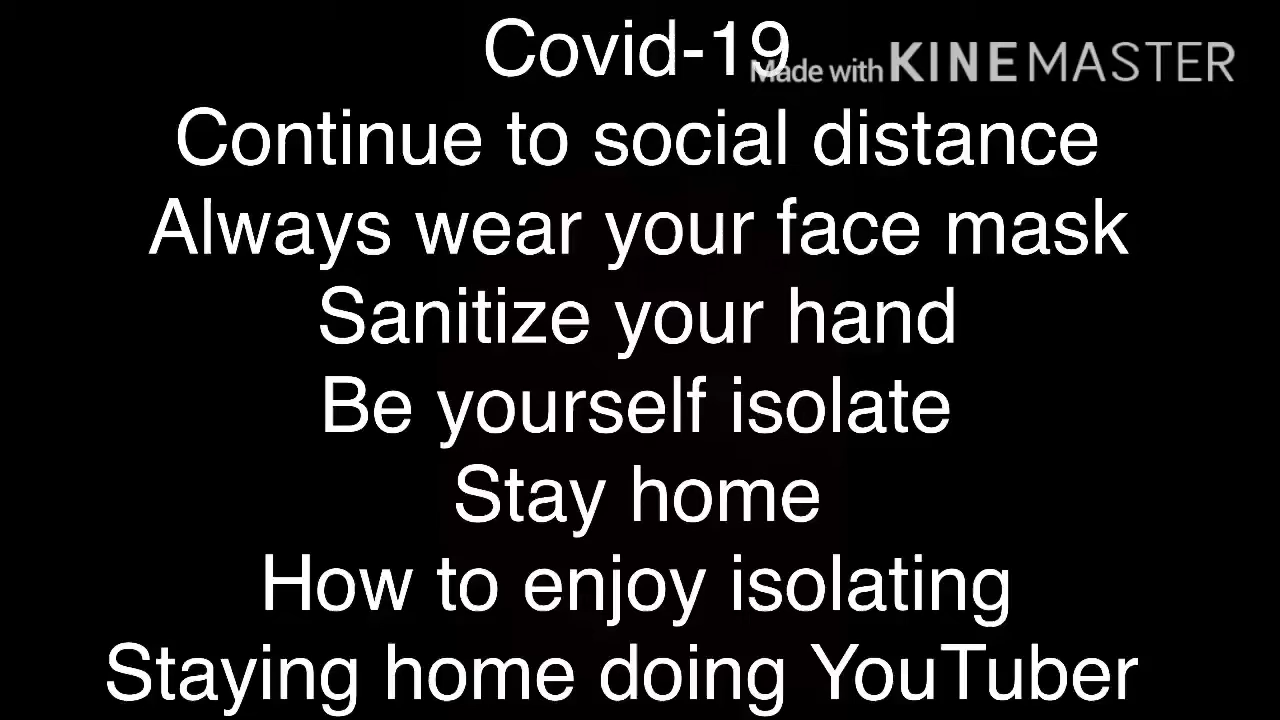 Covid-19
Made with KINEMASTER
Continue to social distance
Always wear your face mask
Sanitize your hand
Be yourself isolate
Stay home
How to enjoy isolating
Staying home doing YouTuber